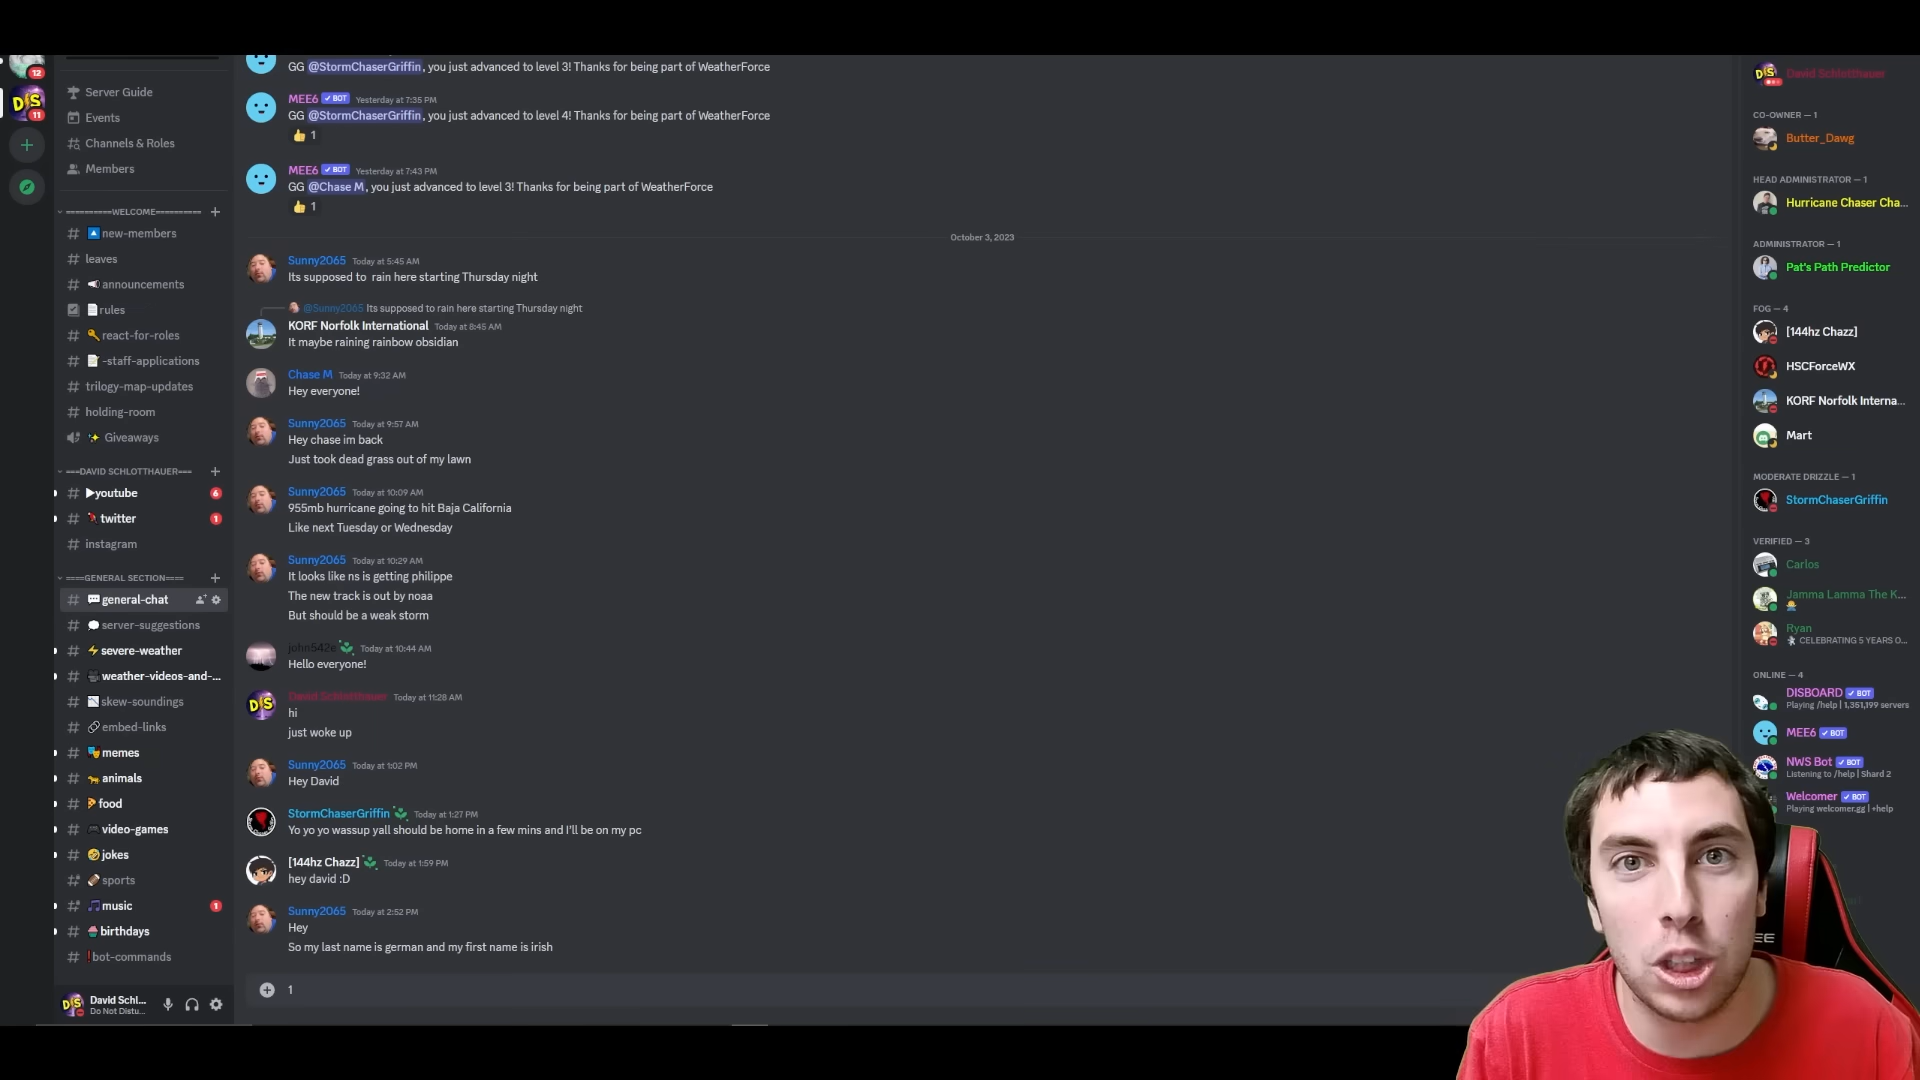 12
DS
11
Server Guide
Events
Channels & Roles
Members
==========WELCOME=========
new-members
leaves
announcements
rules
react-for-roles
-staff-applications
trilogy-map-updates
holding-room
Giveaways
===DAVID SCHLOTTHAUER===
youtube
6
twitter
1
instagram
====GENERAL SECTION====
general-chat
server-suggestions
severe-weather
weather-videos-and-...
skew-soundings
embed-links
memes
animals
food
video-games
jokes
sports
music
1
birthdays
bot-commands
David Schl...
Do Not Distu...
GG @StormChaserGriffin, you just advanced to level 3! Thanks for being part of WeatherForce
MEE6 ✓ BOT Yesterday at 7:35 PM
GG @StormChaserGriffin, you just advanced to level 4! Thanks for being part of WeatherForce
👍 1
MEE6 ✓ BOT Yesterday at 7:43 PM
GG @Chase M, you just advanced to level 3! Thanks for being part of WeatherForce
👍 1
October 3, 2023
Sunny2065 Today at 5:45 AM
Its supposed to rain here starting Thursday night
@Sunny2065 Its supposed to rain here starting Thursday night
KORF Norfolk International Today at 8:45 AM
It maybe raining rainbow obsidian
Chase M Today at 9:32 AM
Hey everyone!
Sunny2065 Today at 9:57 AM
Hey chase im back
Just took dead grass out of my lawn
Sunny2065 Today at 10:09 AM
955mb hurricane going to hit Baja California
Like next Tuesday or Wednesday
Sunny2065 Today at 10:29 AM
It looks like ns is getting philippe
The new track is out by noaa
But should be a weak storm
john542e Today at 10:44 AM
Hello everyone!
David Schlotthauer Today at 11:28 AM
hi
just woke up
Sunny2065 Today at 1:02 PM
Hey David
StormChaserGriffin Today at 1:27 PM
Yo yo yo wassup yall should be home in a few mins and I'll be on my pc
[144hz Chazz] Today at 1:59 PM
hey david :D
Sunny2065 Today at 2:52 PM
Hey
So my last name is german and my first name is irish
1
David Schlotthauer
CO-OWNER — 1
Butter_Dawg
HEAD ADMINISTRATOR — 1
Hurricane Chaser Cha...
ADMINISTRATOR — 1
Pat's Path Predictor
FOG — 4
[144hz Chazz]
HSCForceWX
KORF Norfolk Interna...
Mart
MODERATE DRIZZLE — 1
StormChaserGriffin
VERIFIED — 3
Carlos
Jamma Lamma The K...
Ryan
CELEBRATING 5 YEARS O...
ONLINE — 4
DISBOARD ✓ BOT
Playing /help | 1,351,199 servers
MEE6 ✓ BOT
NWS Bot ✓ BOT
Listening to /help | Shard 2
Welcomer ✓ BOT
Playing welcomer.gg | +help